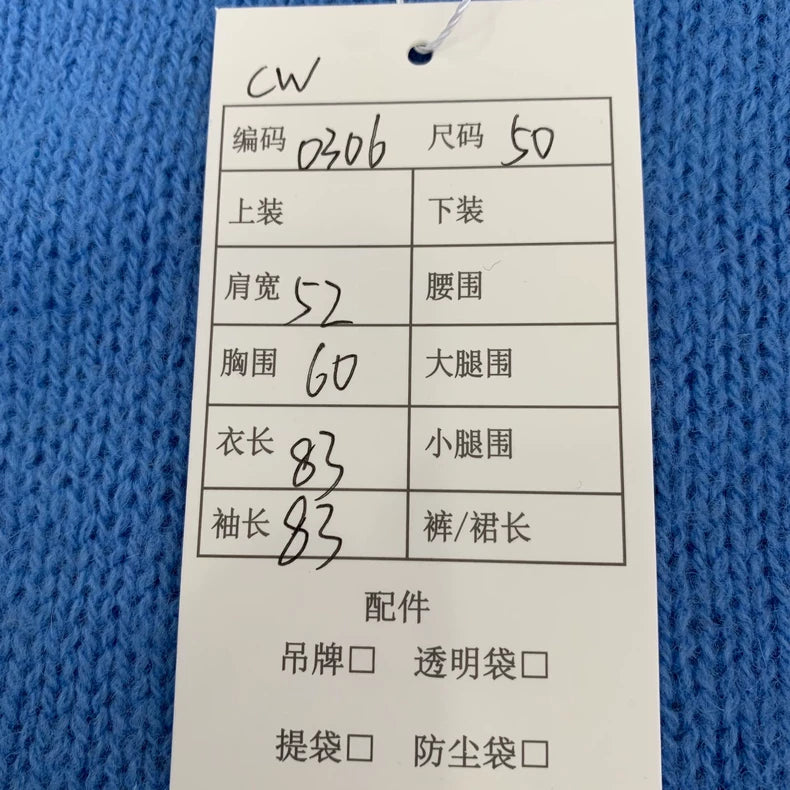 CW
编码 0306 尺码 50
上装 下装
肩宽 52 腰围
胸围 60 大腿围
衣长 83 小腿围
袖长 83 裤/裙长
配件
吊牌□ 透明袋□
提袋□ 防尘袋□